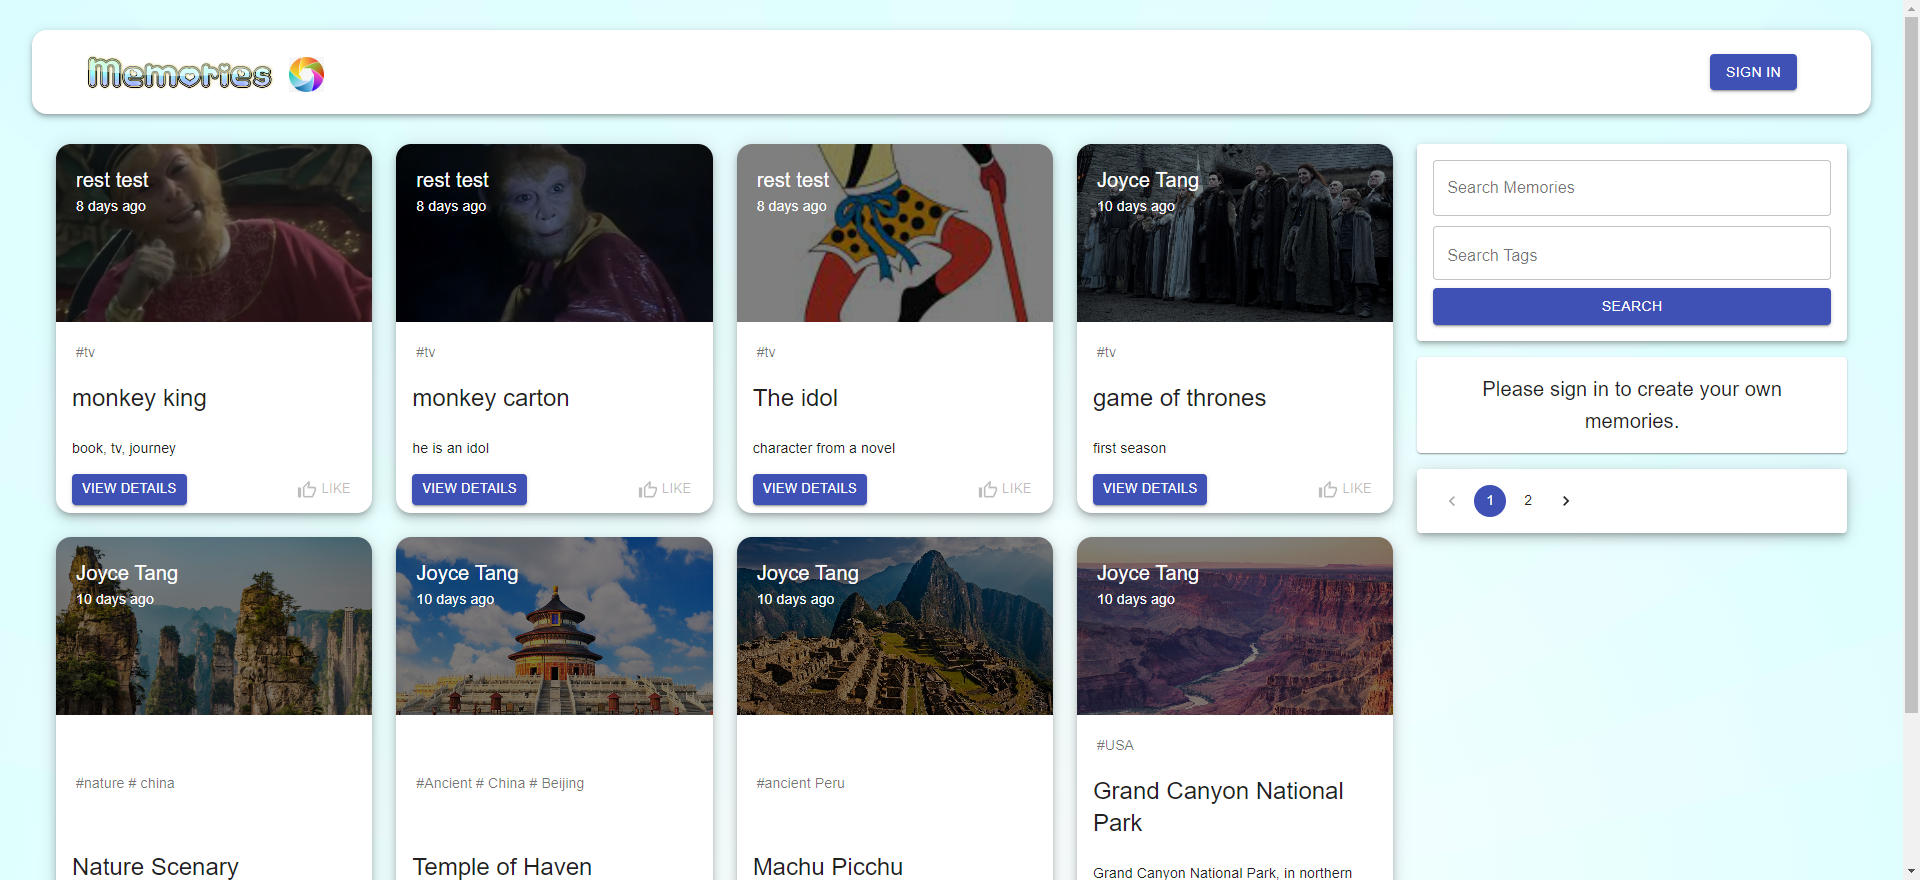 Memories
SIGN IN
rest test
8 days ago
#tv
monkey king
book, tv, journey
VIEW DETAILS
LIKE
rest test
8 days ago
#tv
monkey carton
he is an idol
VIEW DETAILS
LIKE
rest test
8 days ago
#tv
The idol
character from a novel
VIEW DETAILS
LIKE
Joyce Tang
10 days ago
#tv
game of thrones
first season
VIEW DETAILS
LIKE
Search Memories
Search Tags
SEARCH
Please sign in to create your own
memories.
1 2
Joyce Tang
10 days ago
#nature # china
Nature Scenary
Joyce Tang
10 days ago
#Ancient # China # Beijing
Temple of Haven
Joyce Tang
10 days ago
#ancient Peru
Machu Picchu
Joyce Tang
10 days ago
#USA
Grand Canyon National
Park
Grand Canyon National Park, in northern